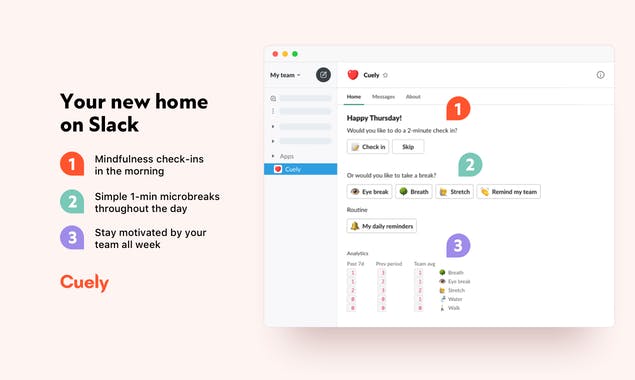 Your new home
on Slack
1
Mindfulness check-ins
in the morning
2
Simple 1-min microbreaks
throughout the day
3
Stay motivated by your
team all week
Cuely
My team
Apps
Cuely
Cuely
Home Messages About
1
Happy Thursday!
Would you like to do a 2-minute check in?
Check in Skip
2
Or would you like to take a break?
Eye break Breath Stretch Remind my team
Routine
My daily reminders
3
Analytics
Past 7d Prev period Team avg
1 3 1 Breath
1 2 1 Eye break
2 3 2 Stretch
0 0 1 Water
0 0 0 Walk